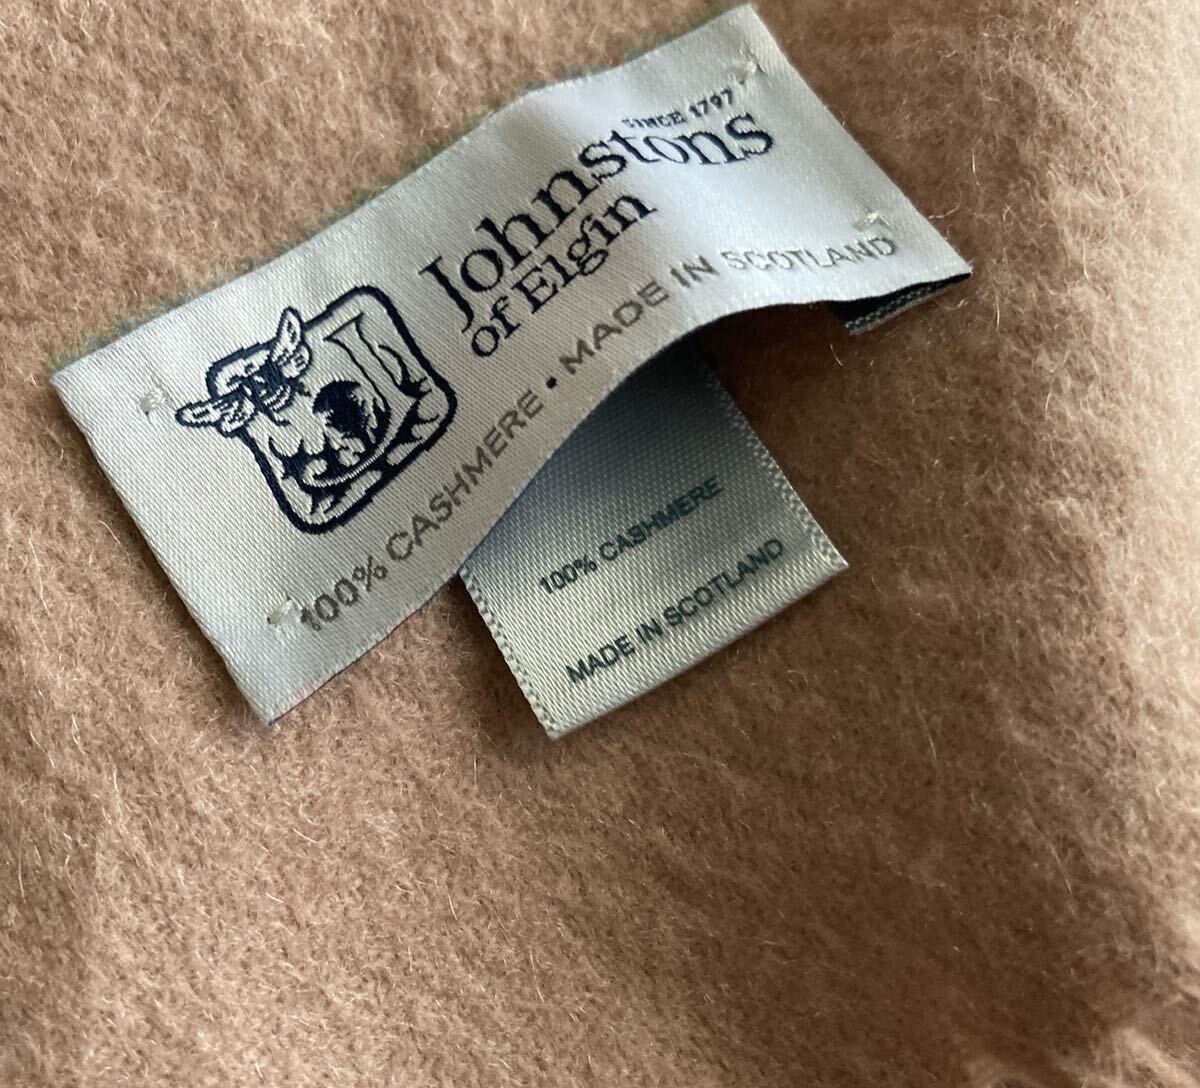 SINCE 1797
Johnstons
of Elgin
100% CASHMERE • MADE IN SCOTLAND
100% CASHMERE
MADE IN SCOTLAND